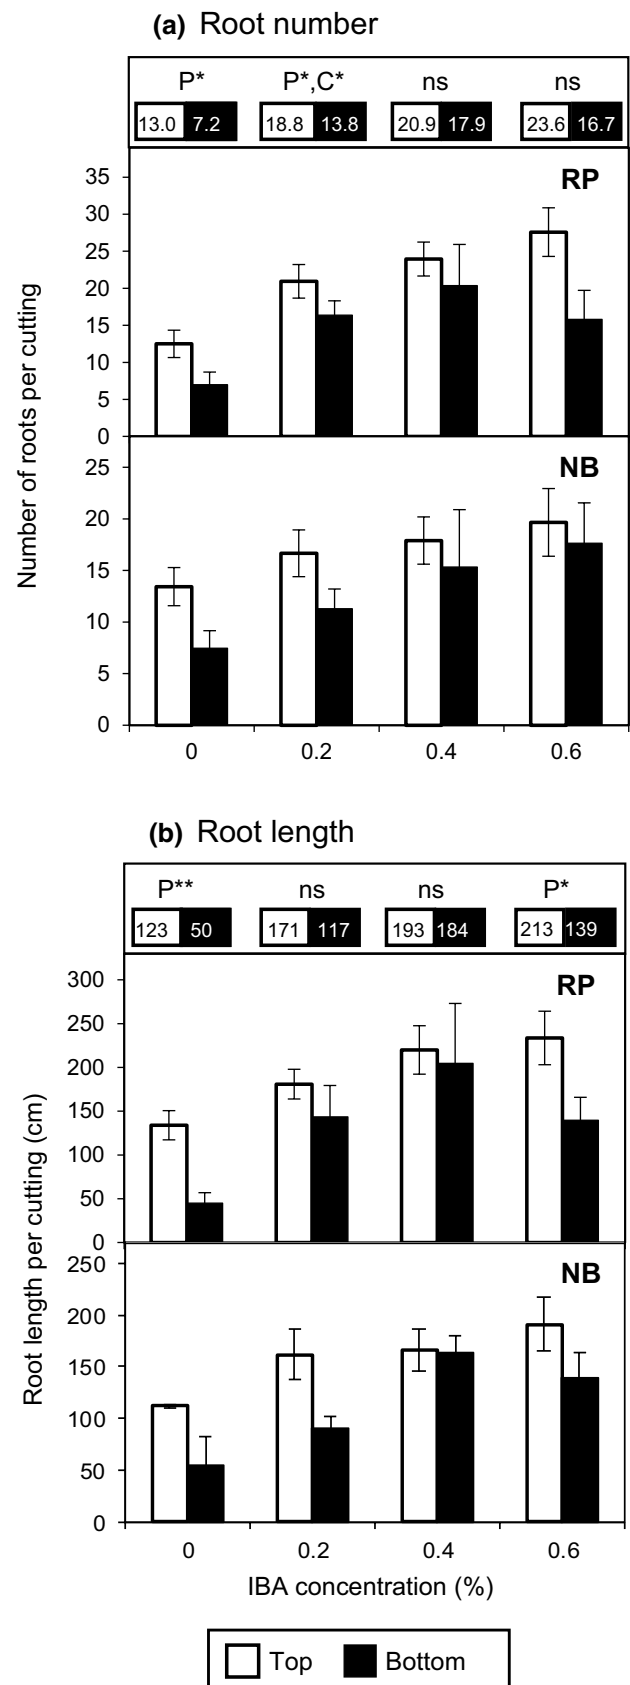 (a) Root number
P* P*,C* ns ns
13.0 7.2 18.8 13.8 20.9 17.9 23.6 16.7
RP
35
30
25
20
15
10
5
0
Number of roots per cutting
NB
25
20
15
10
5
0
0 0.2 0.4 0.6
(b) Root length
P** ns ns P*
123 50 171 117 193 184 213 139
RP
300
250
200
150
100
50
0
Root length per cutting (cm)
NB
250
200
150
100
50
0
0 0.2 0.4 0.6
IBA concentration (%)
Top Bottom